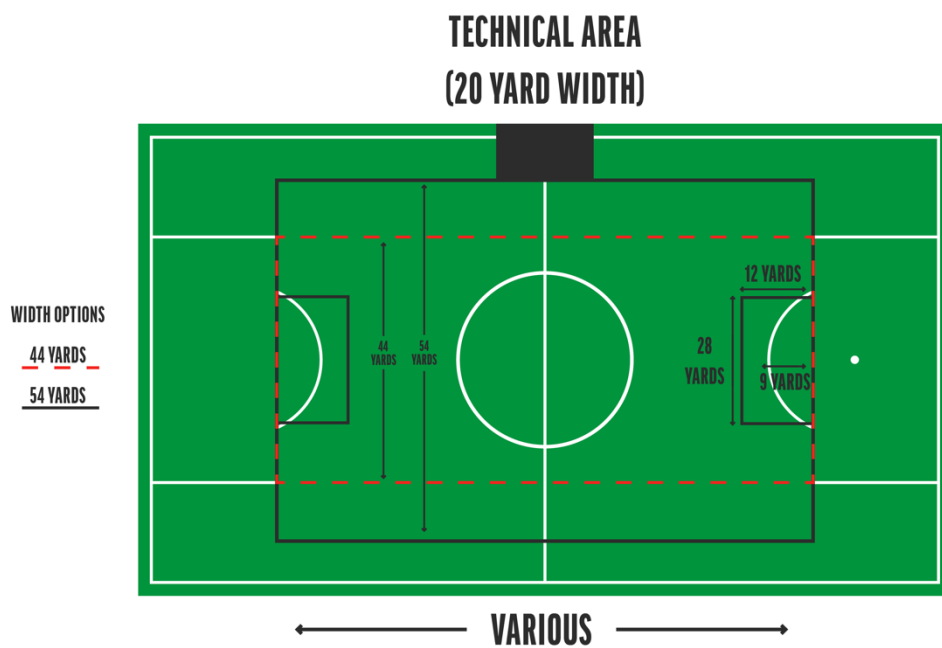 TECHNICAL AREA
(20 YARD WIDTH)
WIDTH OPTIONS
44 YARDS
54 YARDS
44
YARDS
54
YARDS
12 YARDS
28
YARDS
9 YARDS
VARIOUS